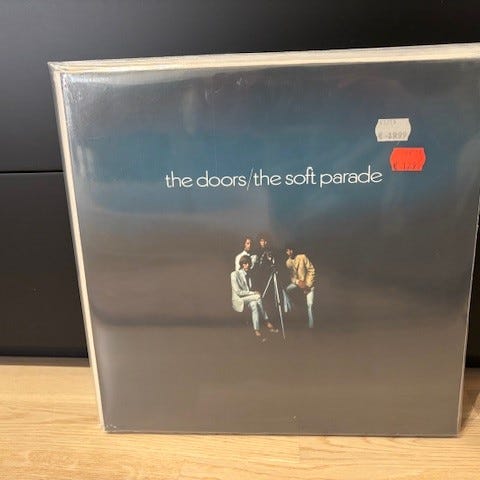 the doors/the soft parade